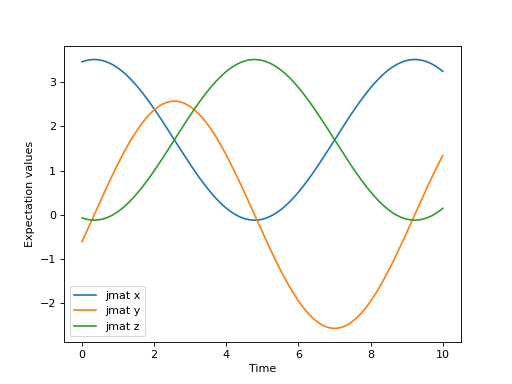 Expectation values
3
2
1
0
−1
−2
jmat x
jmat y
jmat z
0 2 4 6 8 10
Time